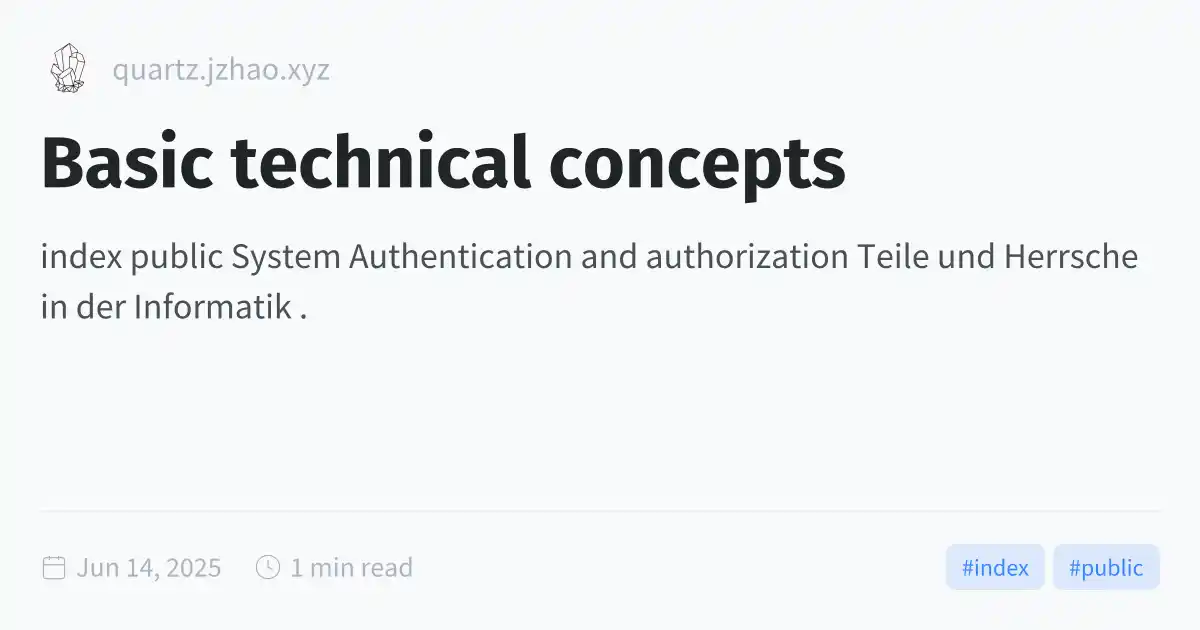 quartz.jzhao.xyz
Basic technical concepts
index public System Authentication and authorization Teile und Herrsche
in der Informatik .
Jun 14, 2025 1 min read #index #public